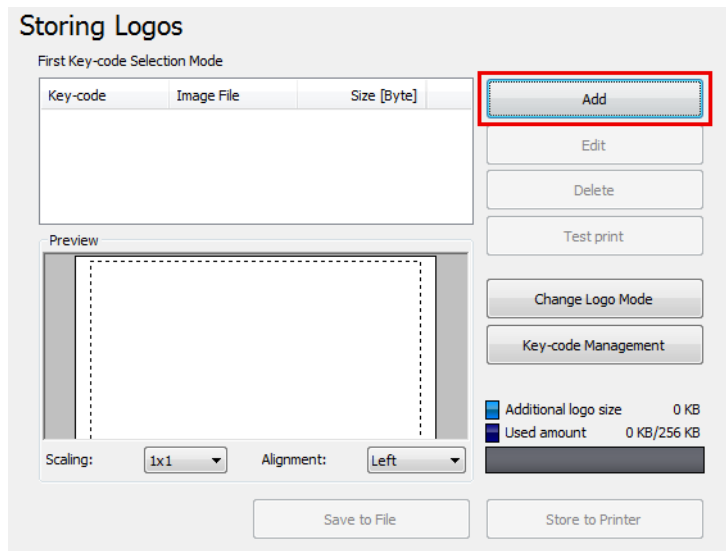 Storing Logos
First Key-code Selection Mode
Key-code Image File Size [Byte]
Add
Edit
Delete
Test print
Preview
Change Logo Mode
Key-code Management
Additional logo size 0 KB
Used amount 0 KB/256 KB
Scaling: 1x1 Alignment: Left
Save to File Store to Printer